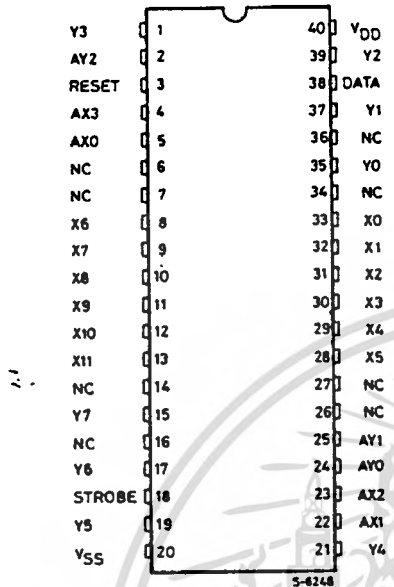 Y3 1 40 VDD
AY2 2 39 Y2
RESET 3 38 DATA
AX3 4 37 Y1
AX0 5 36 NC
NC 6 35 Y0
NC 7 34 NC
X6 8 33 X0
X7 9 32 X1
X8 10 31 X2
X9 11 30 X3
X10 12 29 X4
X11 13 28 X5
NC 14 27 NC
Y7 15 26 NC
NC 16 25 AY1
Y6 17 24 AY0
STROBE 18 23 AX2
Y5 19 22 AX1
VSS 20 21 Y4
S-6248